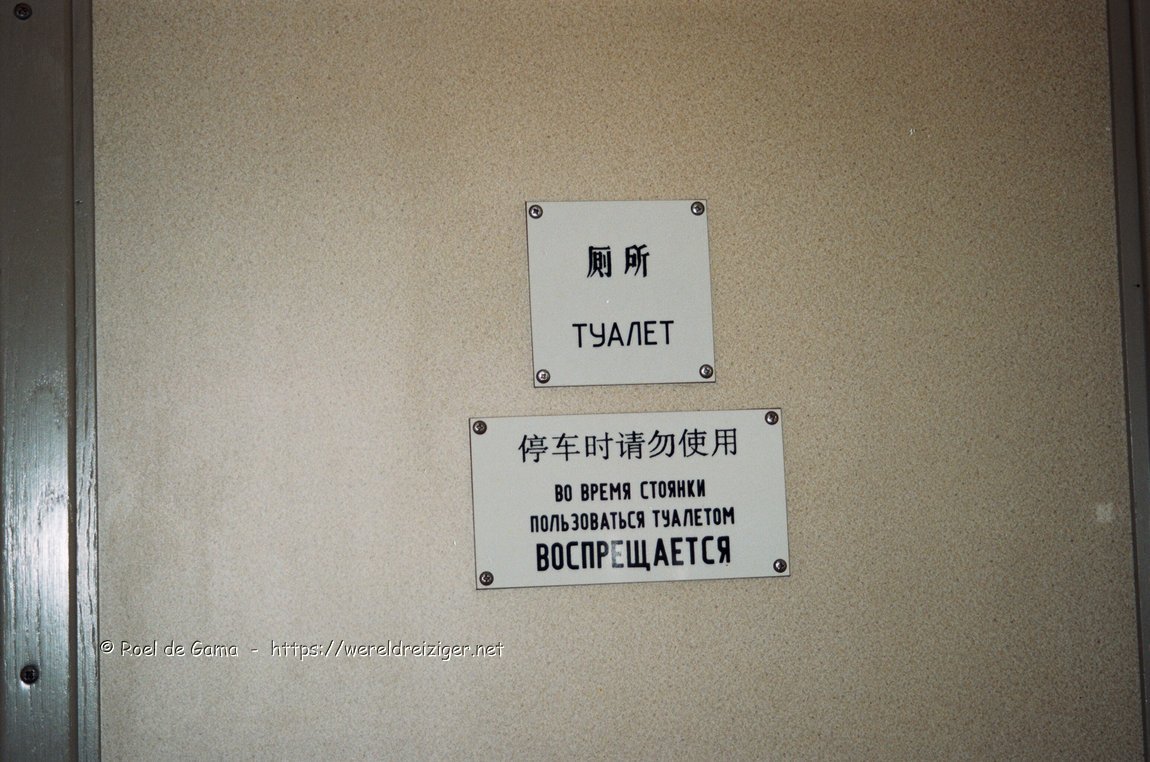 厕所
ТУАЛЕТ
停车时请勿使用
ВО ВРЕМЯ СТОЯНКИ
ПОЛЬЗОВАТЬСЯ ТУАЛЕТОМ
ВОСПРЕЩАЕТСЯ
© Roel de Gama - https://wereldreiziger.net